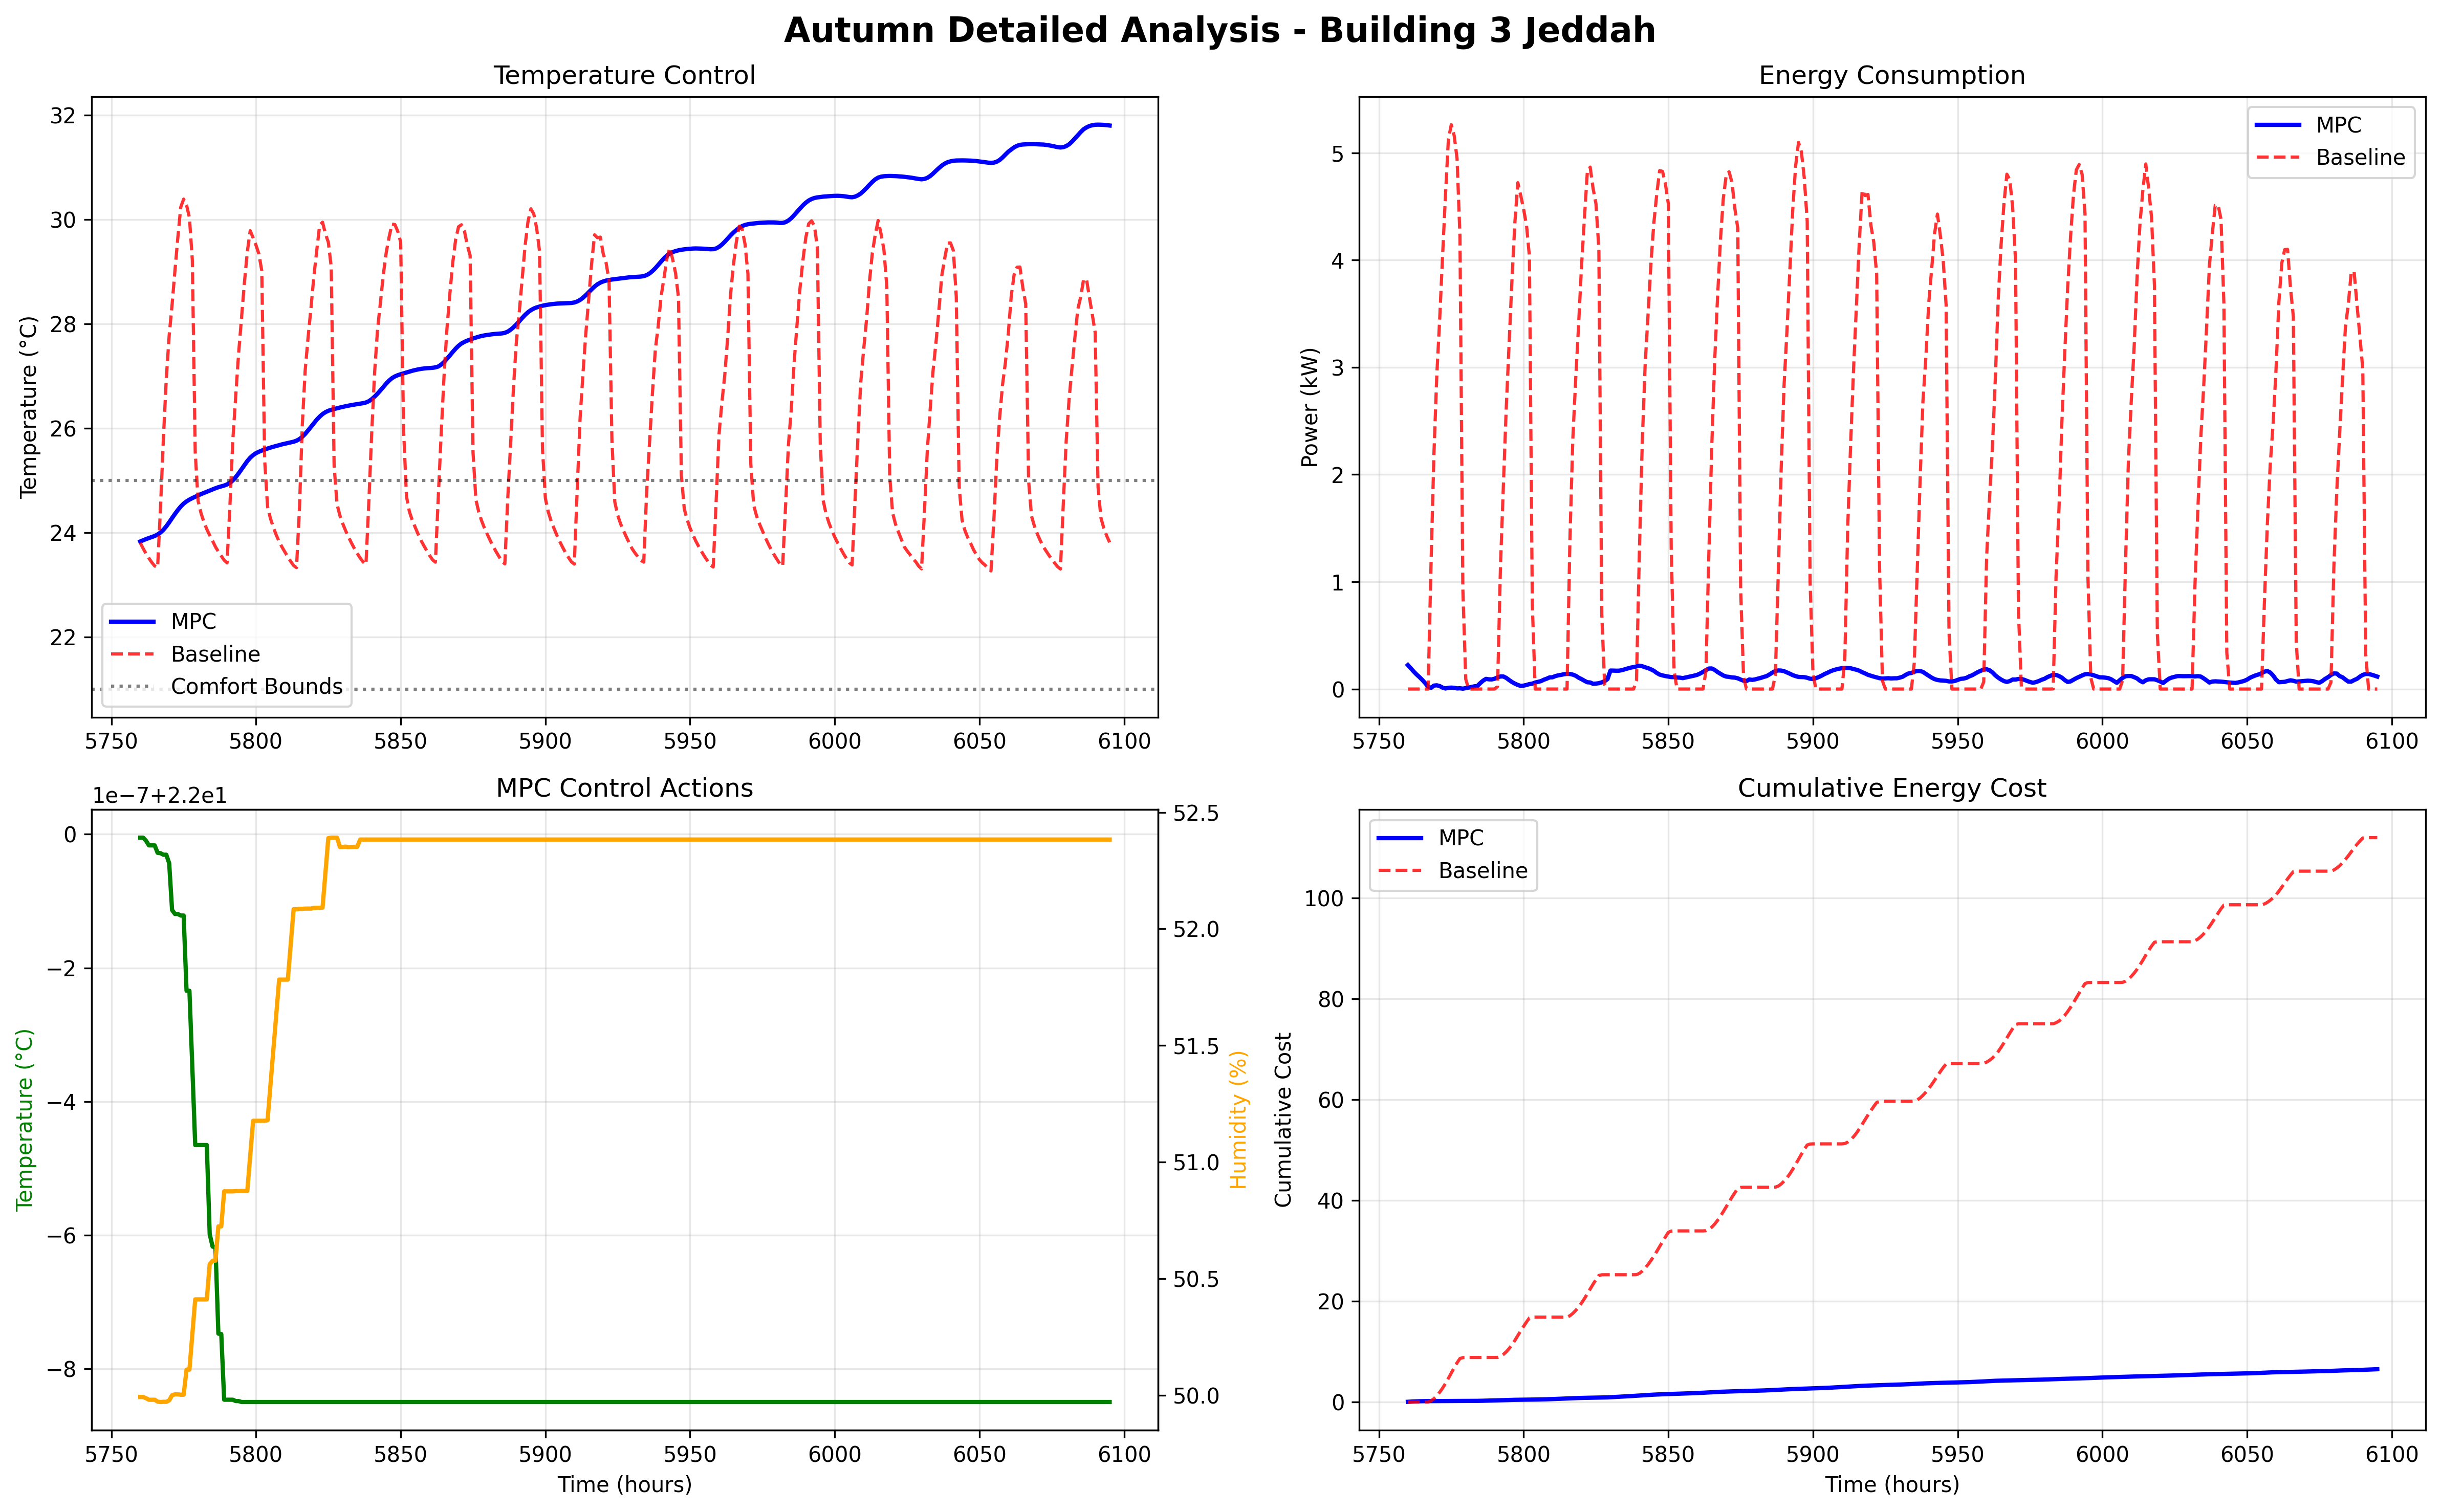 Autumn Detailed Analysis - Building 3 Jeddah
Temperature Control
Temperature (°C)
32
30
28
26
24
22
MPC
Baseline
Comfort Bounds
5750 5800 5850 5900 5950 6000 6050 6100
Energy Consumption
Power (kW)
5
4
3
2
1
0
MPC
Baseline
5750 5800 5850 5900 5950 6000 6050 6100
MPC Control Actions
1e−7+2.2e1
Temperature (°C)
0
−2
−4
−6
−8
52.5
52.0
51.5
51.0
50.5
50.0
Humidity (%)
5750 5800 5850 5900 5950 6000 6050 6100
Time (hours)
Cumulative Energy Cost
Cumulative Cost
100
80
60
40
20
0
MPC
Baseline
5750 5800 5850 5900 5950 6000 6050 6100
Time (hours)